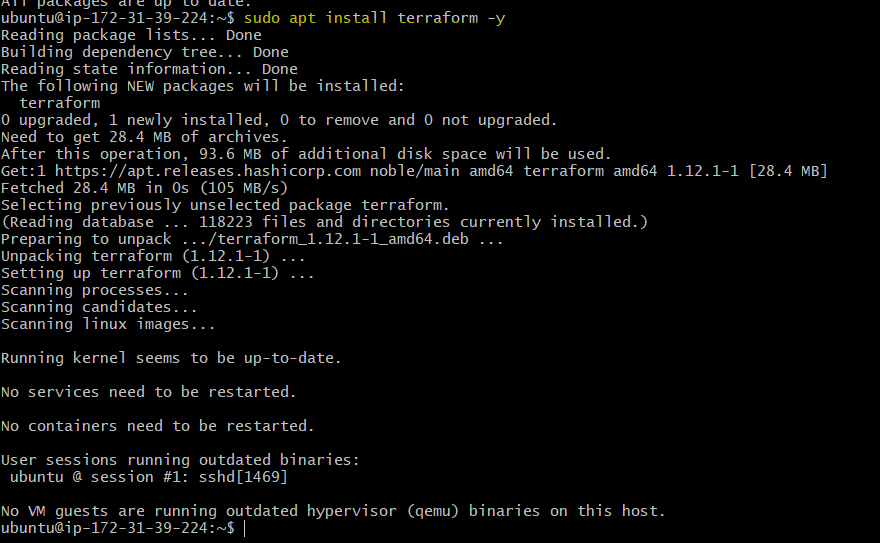 All packages are up to date.
ubuntu@ip-172-31-39-224:~$ sudo apt install terraform -y
Reading package lists... Done
Building dependency tree... Done
Reading state information... Done
The following NEW packages will be installed:
  terraform
0 upgraded, 1 newly installed, 0 to remove and 0 not upgraded.
Need to get 28.4 MB of archives.
After this operation, 93.6 MB of additional disk space will be used.
Get:1 https://apt.releases.hashicorp.com noble/main amd64 terraform amd64 1.12.1-1 [28.4 MB]
Fetched 28.4 MB in 0s (105 MB/s)
Selecting previously unselected package terraform.
(Reading database ... 118223 files and directories currently installed.)
Preparing to unpack .../terraform_1.12.1-1_amd64.deb ...
Unpacking terraform (1.12.1-1) ...
Setting up terraform (1.12.1-1) ...
Scanning processes...
Scanning candidates...
Scanning linux images...

Running kernel seems to be up-to-date.

No services need to be restarted.

No containers need to be restarted.

User sessions running outdated binaries:
 ubuntu @ session #1: sshd[1469]

No VM guests are running outdated hypervisor (qemu) binaries on this host.
ubuntu@ip-172-31-39-224:~$